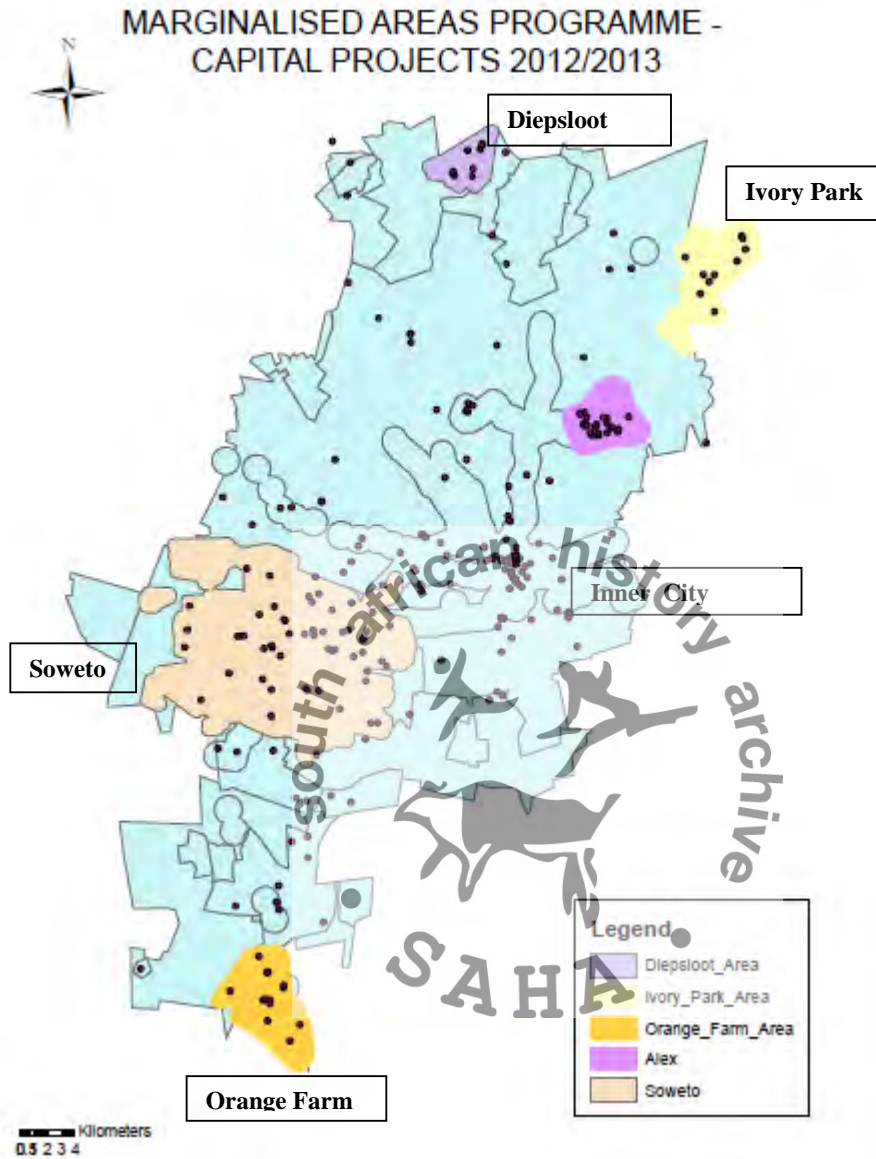 MARGINALISED AREAS PROGRAMME -
CAPITAL PROJECTS 2012/2013
N
Diepsloot
Ivory Park
Inner City
Soweto
south african history archive
SAHA
Legend
Diepsloot_Area
Ivory_Park_Area
Orange_Farm_Area
Alex
Soweto
Orange Farm
Kilometers
0.5 2 3 4